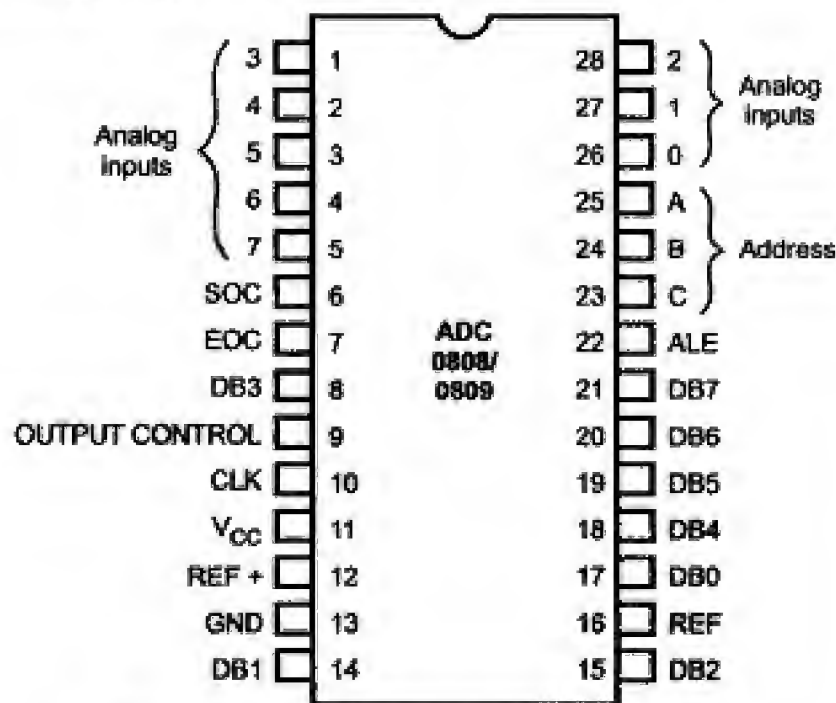 3 1 28 2
4 2 27 1
Analog inputs
Analog inputs
5 3 26 0
6 4 25 A
7 5 24 B
Address
SOC 6 23 C
EOC 7 22 ALE
ADC
0808/
0809
DB3 8 21 DB7
OUTPUT CONTROL 9 20 DB6
CLK 10 19 DB5
VCC 11 18 DB4
REF + 12 17 DB0
GND 13 16 REF
DB1 14 15 DB2